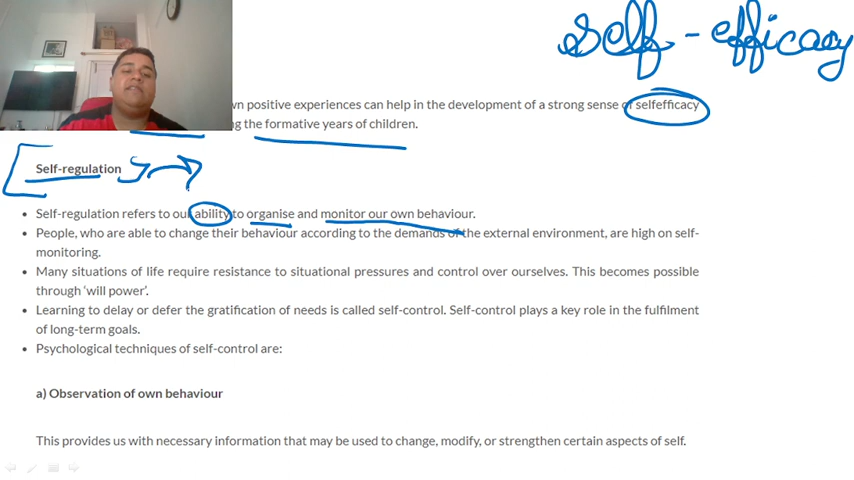 self-efficacy
wn positive experiences can help in the development of a strong sense of selfefficacy
ng the formative years of children.
Self-regulation
• Self-regulation refers to our ability to organise and monitor our own behaviour.
• People, who are able to change their behaviour according to the demands of the external environment, are high on self-
monitoring.
• Many situations of life require resistance to situational pressures and control over ourselves. This becomes possible
through ‘will power’.
• Learning to delay or defer the gratification of needs is called self-control. Self-control plays a key role in the fulfilment
of long-term goals.
• Psychological techniques of self-control are:
a) Observation of own behaviour
This provides us with necessary information that may be used to change, modify, or strengthen certain aspects of self.